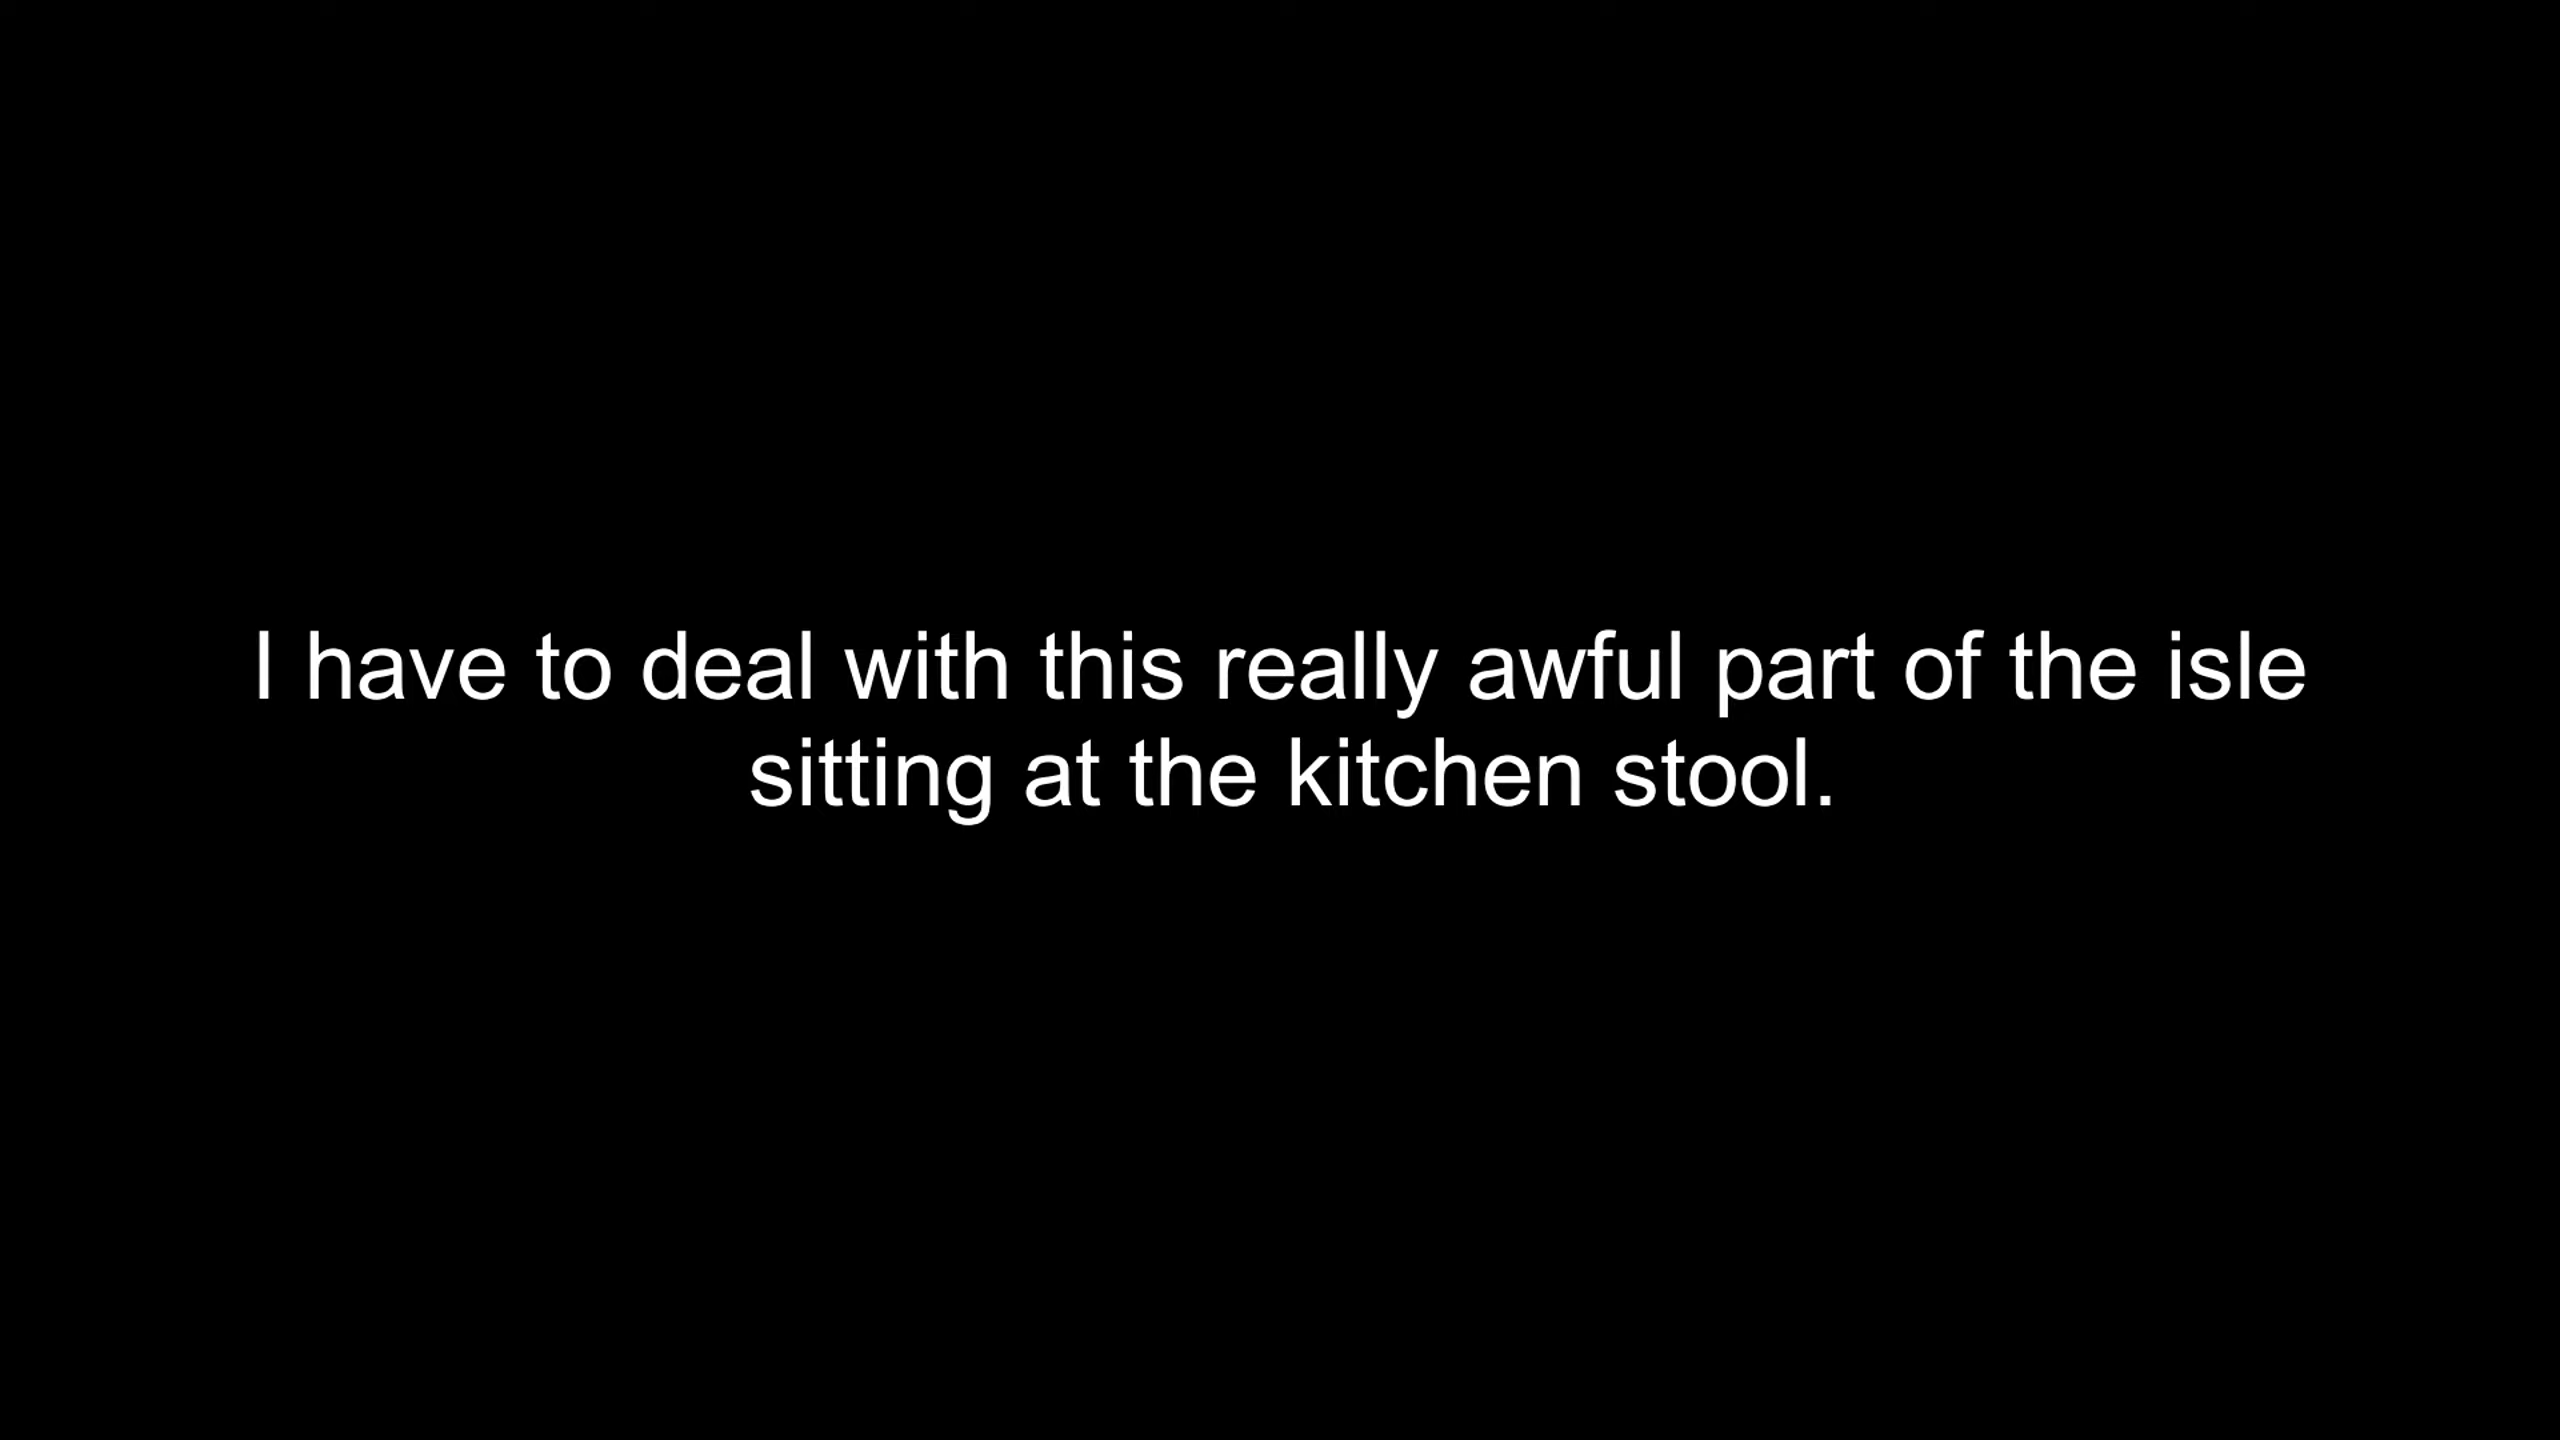 I have to deal with this really awful part of the isle
sitting at the kitchen stool.